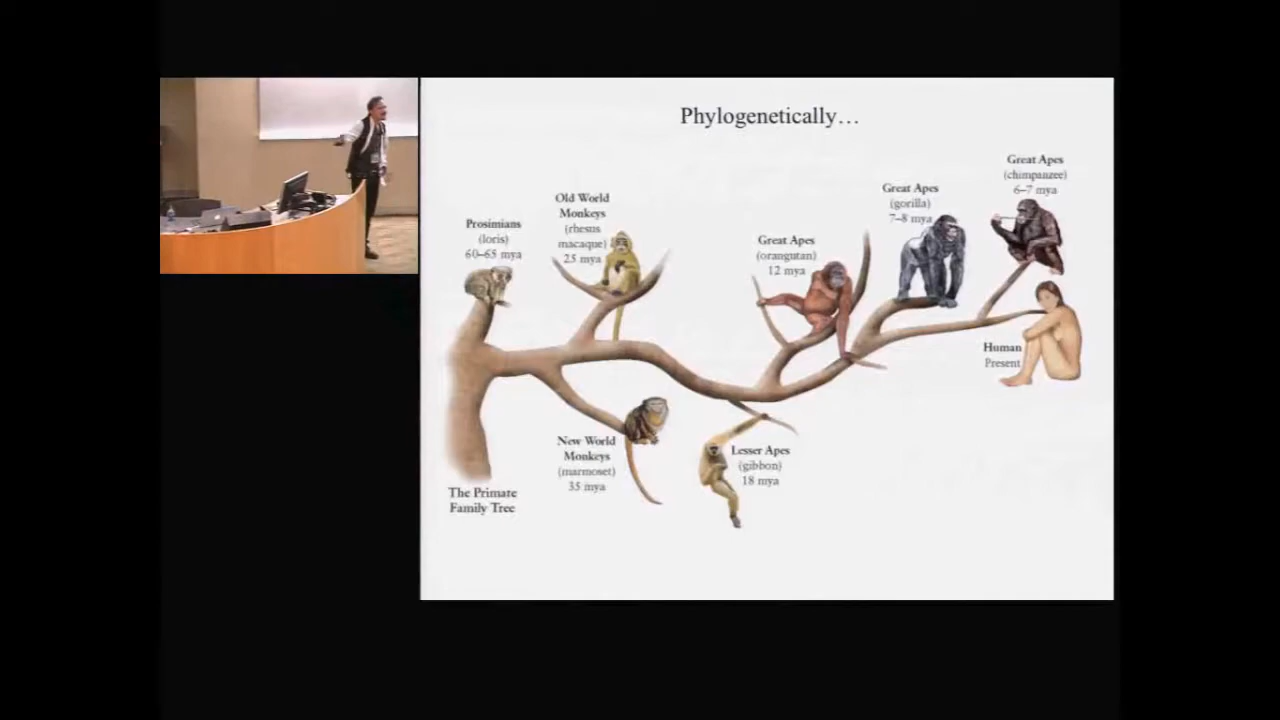 Phylogenetically…
Great Apes
(chimpanzee)
6–7 mya
Great Apes
(gorilla)
7–8 mya
Old World
Monkeys
(rhesus
macaque)
25 mya
Prosimians
(loris)
60–65 mya
Great Apes
(orangutan)
12 mya
Human
Present
New World
Monkeys
(marmoset)
35 mya
Lesser Apes
(gibbon)
18 mya
The Primate
Family Tree